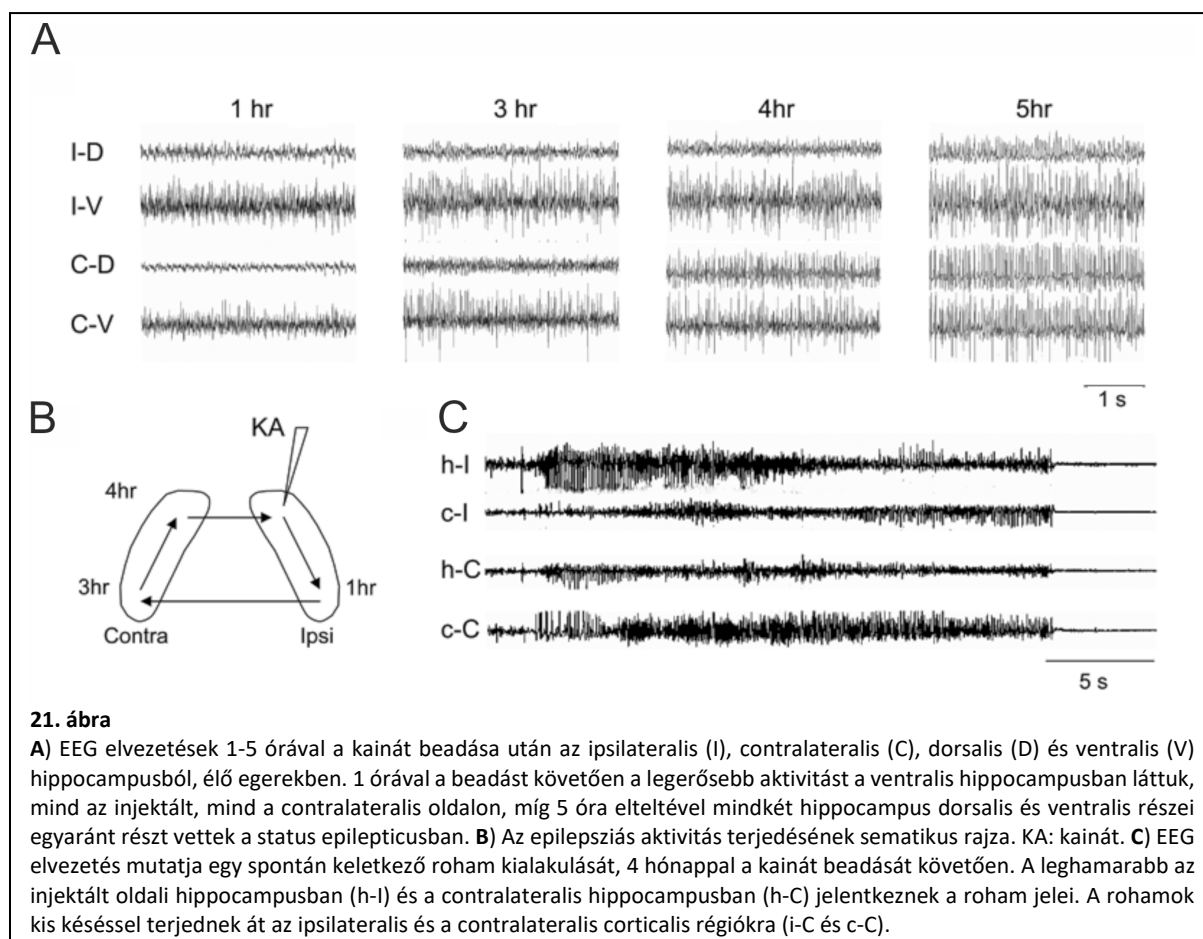 A
1 hr 3 hr 4hr 5hr
I-D
I-V
C-D
C-V
1 s
B
KA
4hr
3hr
1hr
Contra
Ipsi
C
h-I
c-I
h-C
c-C
5 s
21. ábra
A) EEG elvezetések 1-5 órával a kainát beadása után az ipsilateralis (I), contralateralis (C), dorsalis (D) és ventralis (V)
hippocampusból, élő egerekben. 1 órával a beadást követően a legerősebb aktivitást a ventralis hippocampusban láttuk,
mind az injektált, mind a contralateralis oldalon, míg 5 óra elteltével mindkét hippocampus dorsalis és ventralis részei
egyaránt részt vettek a status epilepticusban. B) Az epilepsziás aktivitás terjedésének sematikus rajza. KA: kainát. C) EEG
elvezetés mutatja egy spontán keletkező roham kialakulását, 4 hónappal a kainát beadását követően. A leghamarabb az
injektált oldali hippocampusban (h-I) és a contralateralis hippocampusban (h-C) jelentkeznek a roham jelei. A rohamok
kis késéssel terjednek át az ipsilateralis és a contralateralis corticalis régiókra (i-C és c-C).